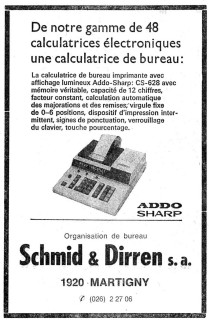 De notre gamme de 48
calculatrices électroniques
une calculatrice de bureau:
La calculatrice de bureau imprimante avec
affichage lumineux Addo-Sharp: CS-628 avec
mémoire véritable, capacité de 12 chiffres,
facteur constant, calculation automatique
des majorations et des remises, virgule fixe
de 0–6 positions, dispositif d'impression inter-
mittent, signes de ponctuation, verrouillage
du clavier, touche pourcentage.
ADDO
SHARP
Organisation de bureau
Schmid & Dirren s.a.
1920 MARTIGNY
✆ (026) 2 27 06